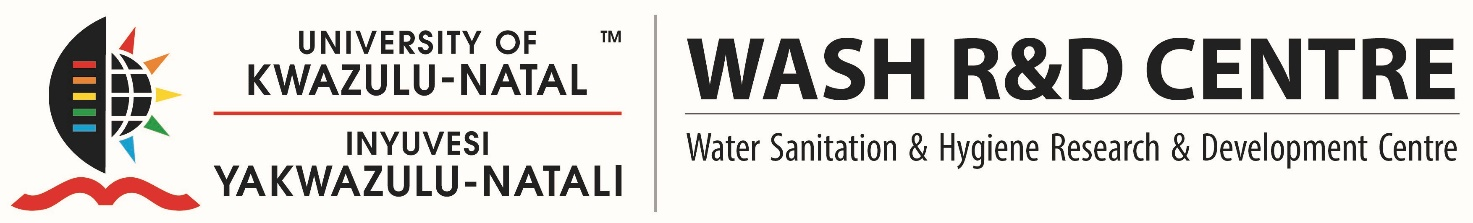 UNIVERSITY OF ™
KWAZULU-NATAL
INYUVESI
YAKWAZULU-NATALI
WASH R&D CENTRE
Water Sanitation & Hygiene Research & Development Centre